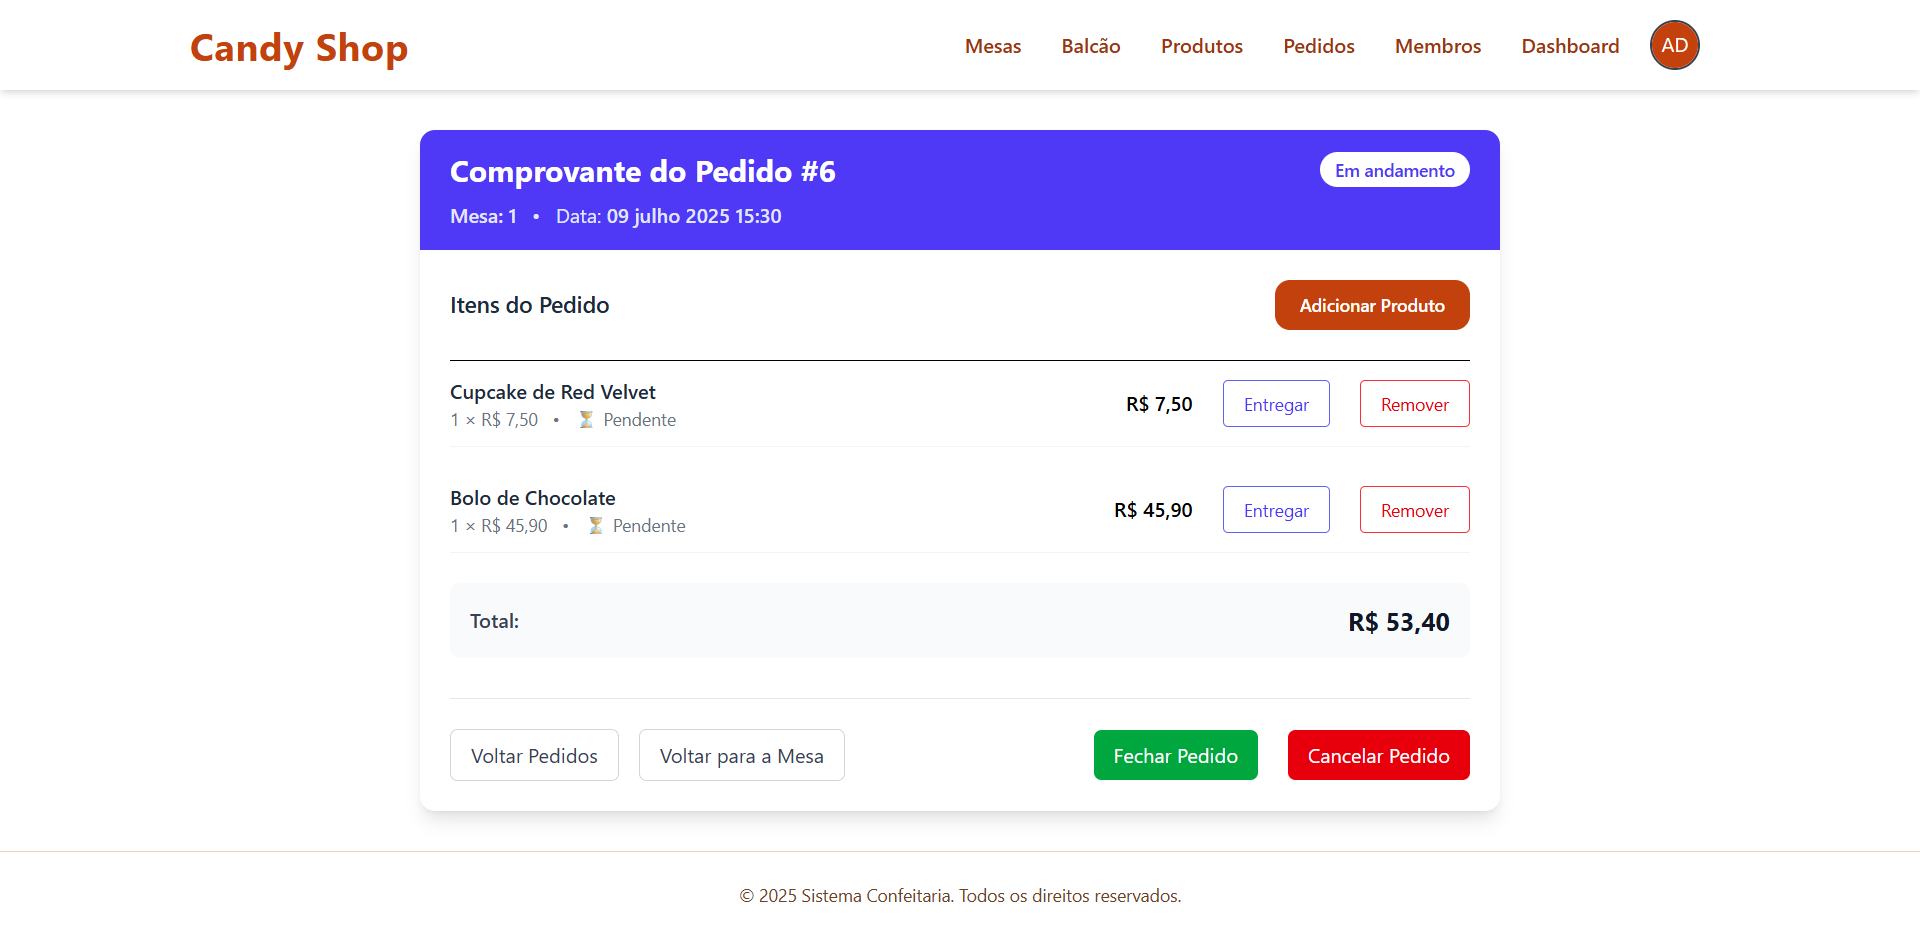 Candy Shop
Mesas Balcão Produtos Pedidos Membros Dashboard AD
Comprovante do Pedido #6
Em andamento
Mesa: 1 • Data: 09 julho 2025 15:30
Itens do Pedido
Adicionar Produto
Cupcake de Red Velvet
1 × R$ 7,50 • ⏳ Pendente
R$ 7,50 Entregar Remover
Bolo de Chocolate
1 × R$ 45,90 • ⏳ Pendente
R$ 45,90 Entregar Remover
Total: R$ 53,40
Voltar Pedidos Voltar para a Mesa Fechar Pedido Cancelar Pedido
© 2025 Sistema Confeitaria. Todos os direitos reservados.